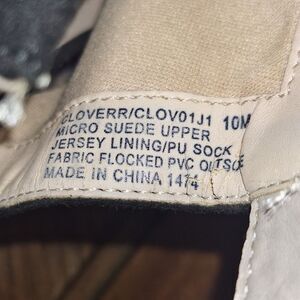 CLOVERR/CLOV01J1 10M
MICRO SUEDE UPPER
JERSEY LINING/PU SOCK
FABRIC FLOCKED PVC OUTSOLE
MADE IN CHINA 1414